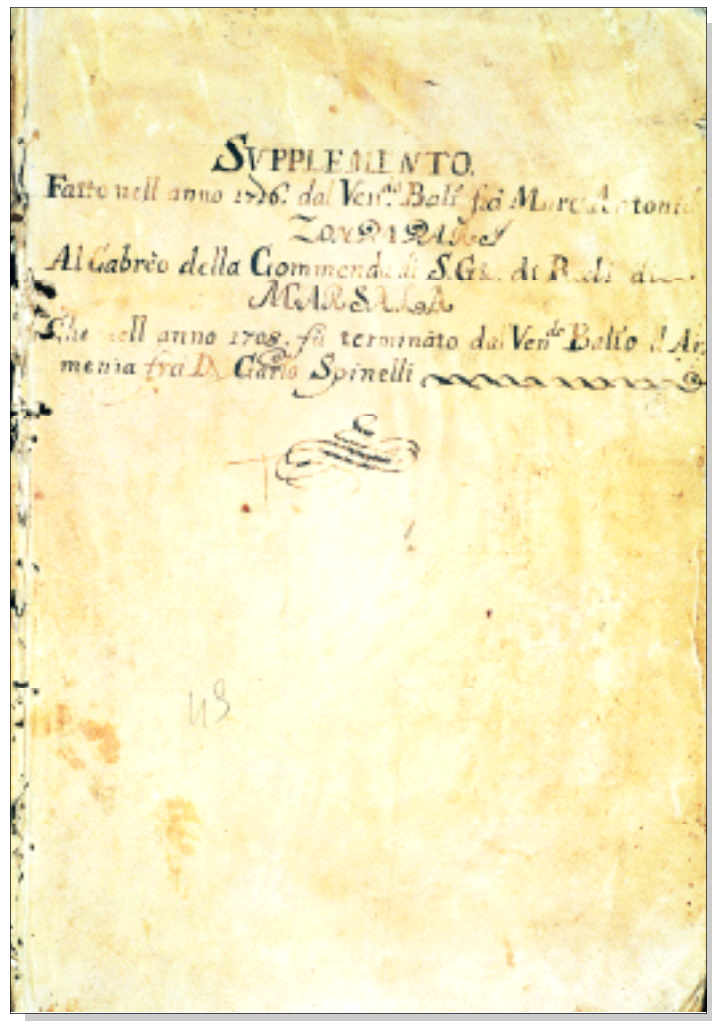 SVPPLEMENTO.
Fatto nell anno 1716. dal Ven.do Balì fra Marc Antonio
ZONDADARI
Al Cabrèo della Commenda di S. Gio. di Rodi di
MARSALA
Che nell anno 1708. fù terminato dal Ven.do Balio d Ar
menia fra D. Carlo Spinelli